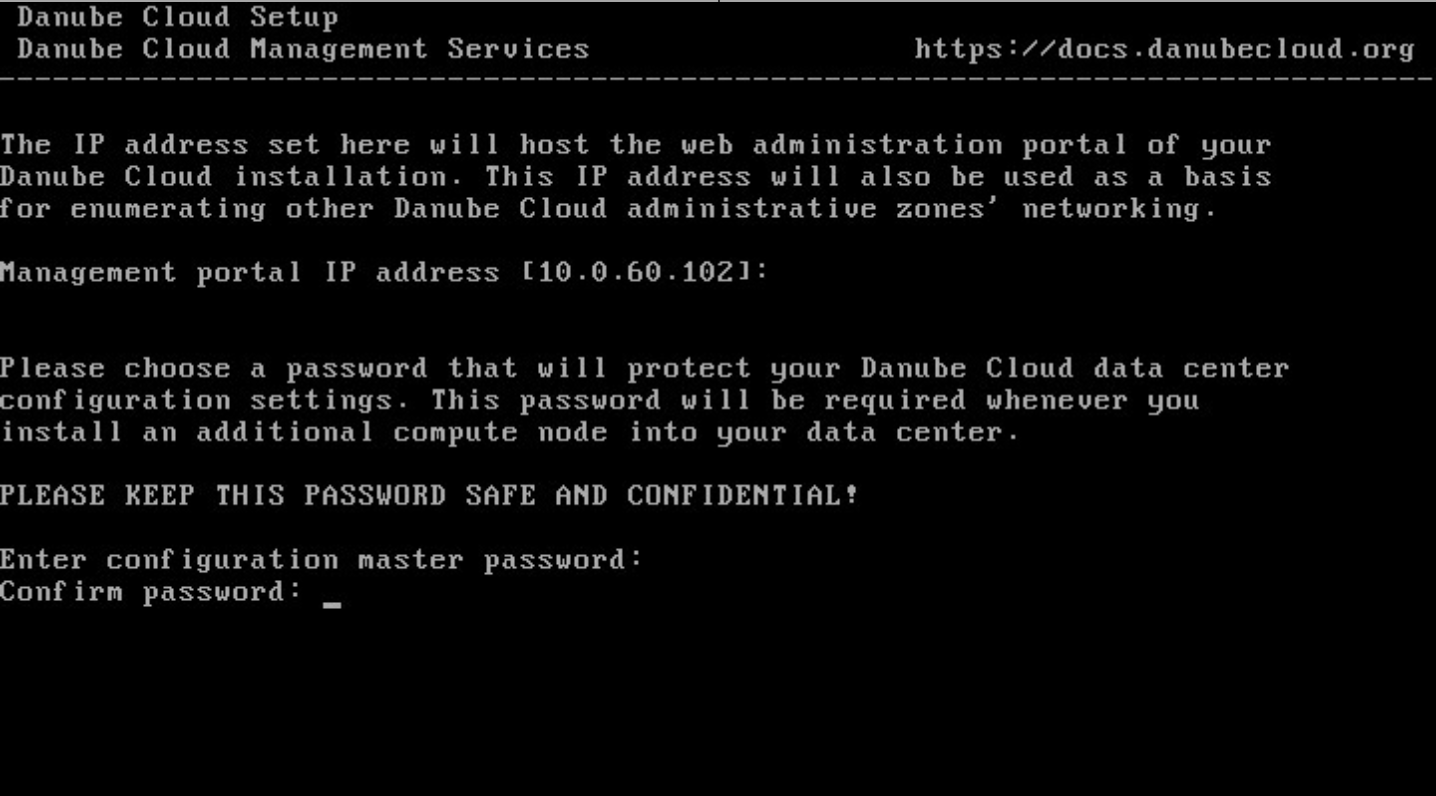 Danube Cloud Setup
Danube Cloud Management Services https://docs.danubecloud.org
--------------------------------------------------------------------------------
The IP address set here will host the web administration portal of your
Danube Cloud installation. This IP address will also be used as a basis
for enumerating other Danube Cloud administrative zones' networking.
Management portal IP address [10.0.60.102]:
Please choose a password that will protect your Danube Cloud data center
configuration settings. This password will be required whenever you
install an additional compute node into your data center.
PLEASE KEEP THIS PASSWORD SAFE AND CONFIDENTIAL!
Enter configuration master password:
Confirm password: _